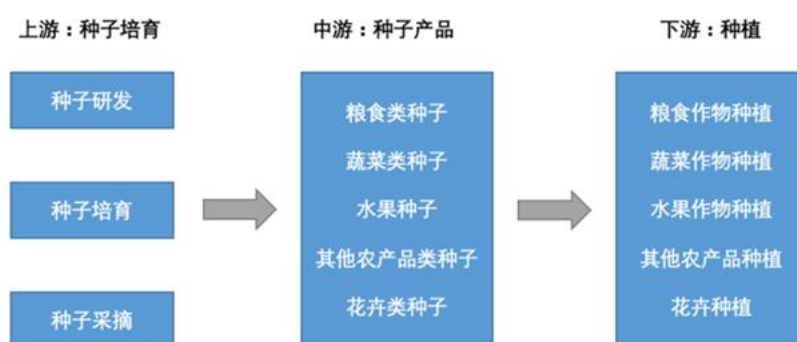 上游：种子培育
种子研发
种子培育
种子采摘
中游：种子产品
粮食类种子
蔬菜类种子
水果种子
其他农产品类种子
花卉类种子
下游：种植
粮食作物种植
蔬菜作物种植
水果作物种植
其他农产品种植
花卉种植